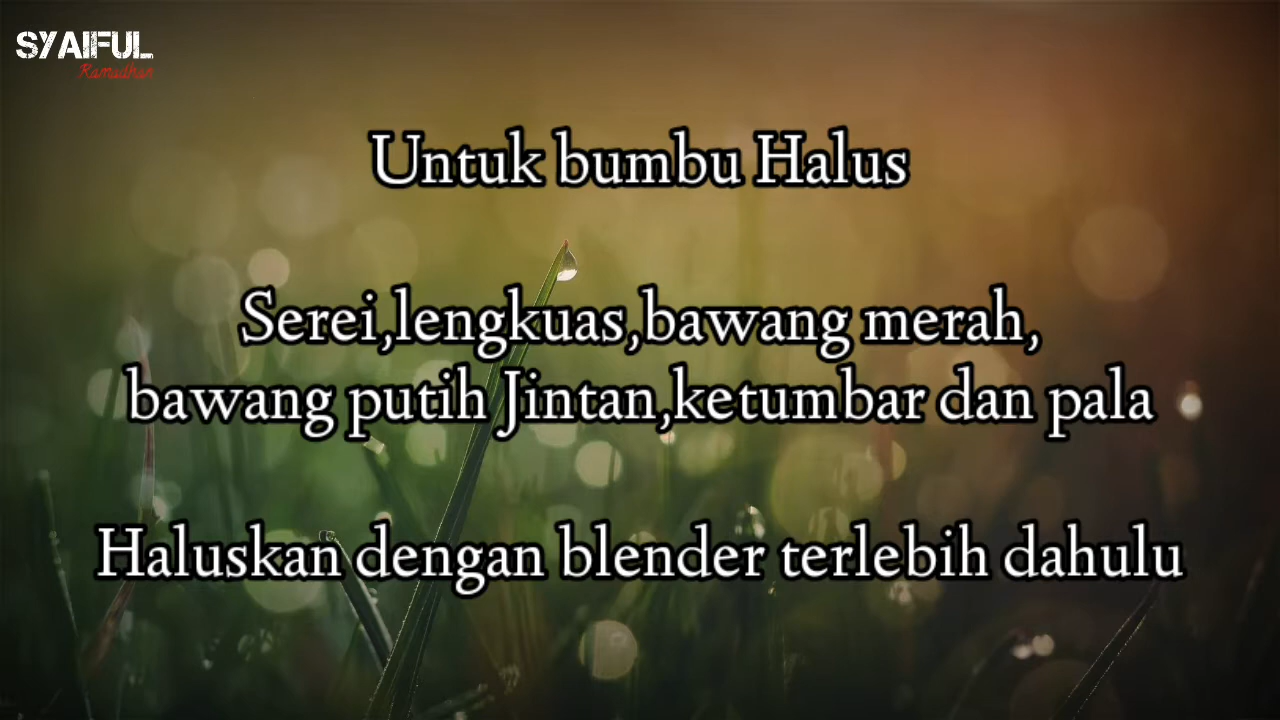 SYAIFUL
Ramadhan
Untuk bumbu Halus
Serei,lengkuas,bawang merah,
bawang putih Jintan,ketumbar dan pala
Haluskan dengan blender terlebih dahulu